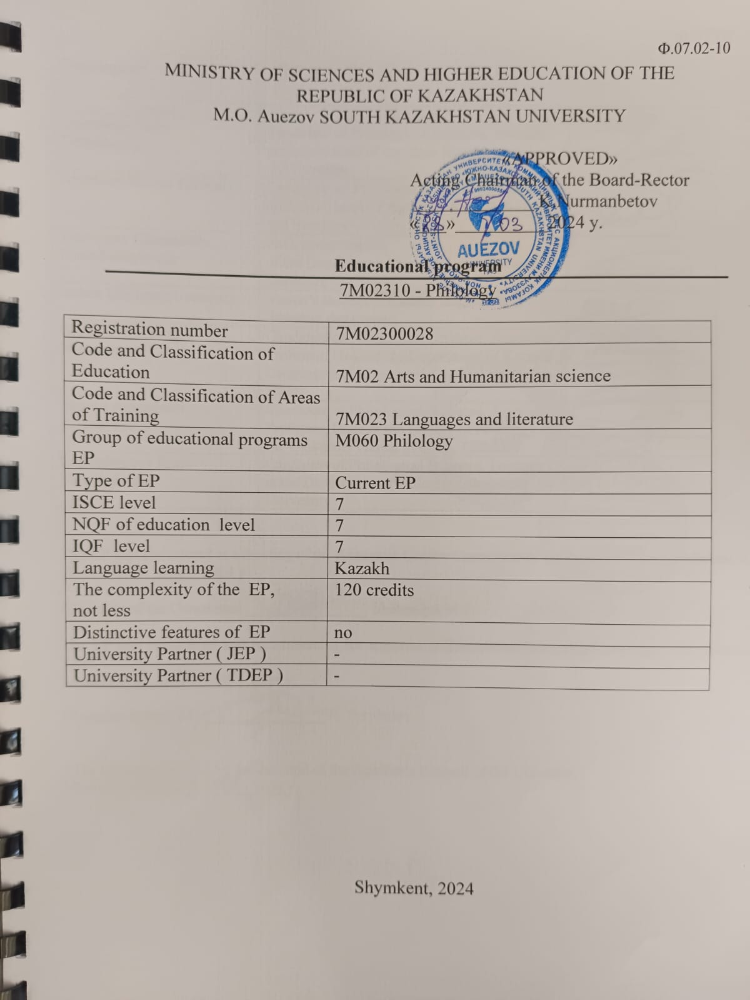 Ф.07.02-10
MINISTRY OF SCIENCES AND HIGHER EDUCATION OF THE
REPUBLIC OF KAZAKHSTAN
M.O. Auezov SOUTH KAZAKHSTAN UNIVERSITY
«APPROVED»
Acting Chairman of the Board-Rector
K. Nurmanbetov
« » 03 2024 y.
AUEZOV
UNIVERSITY
1943
Educational program
7M02310 - Philology
Registration number 7M02300028
Code and Classification of
Education 7M02 Arts and Humanitarian science
Code and Classification of Areas
of Training 7M023 Languages and literature
Group of educational programs M060 Philology
EP
Type of EP Current EP
ISCE level 7
NQF of education level 7
IQF level 7
Language learning Kazakh
The complexity of the EP, 120 credits
not less
Distinctive features of EP no
University Partner ( JEP ) -
University Partner ( TDEP ) -
Shymkent, 2024